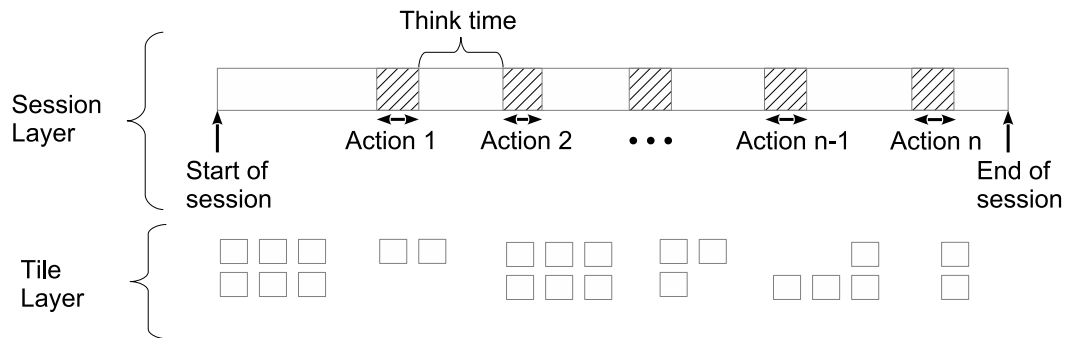 Think time
Session
Layer
Action 1
Action 2
•••
Action n-1
Action n
Start of
session
End of
session
Tile
Layer